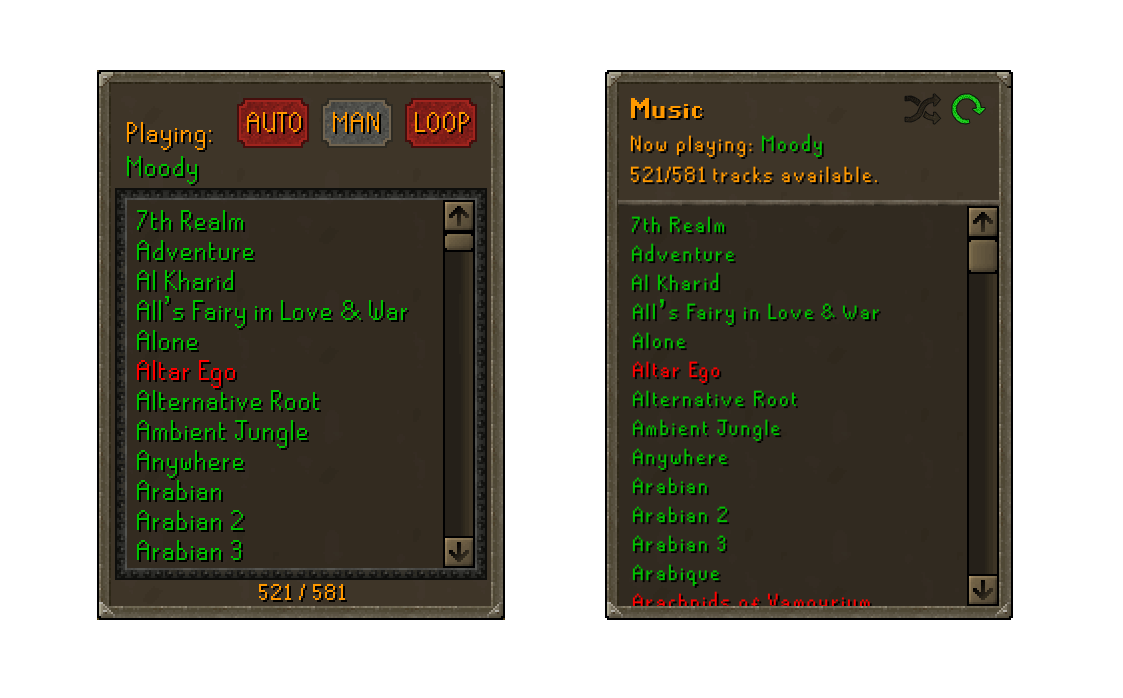 AUTO MAN LOOP
Playing:
Moody
7th Realm
Adventure
Al Kharid
All's Fairy in Love & War
Alone
Altar Ego
Alternative Root
Ambient Jungle
Anywhere
Arabian
Arabian 2
Arabian 3
521 / 581
Music
Now playing: Moody
521/581 tracks available.
7th Realm
Adventure
Al Kharid
All's Fairy in Love & War
Alone
Altar Ego
Alternative Root
Ambient Jungle
Anywhere
Arabian
Arabian 2
Arabian 3
Arabique
Arachnids of Vampyrium